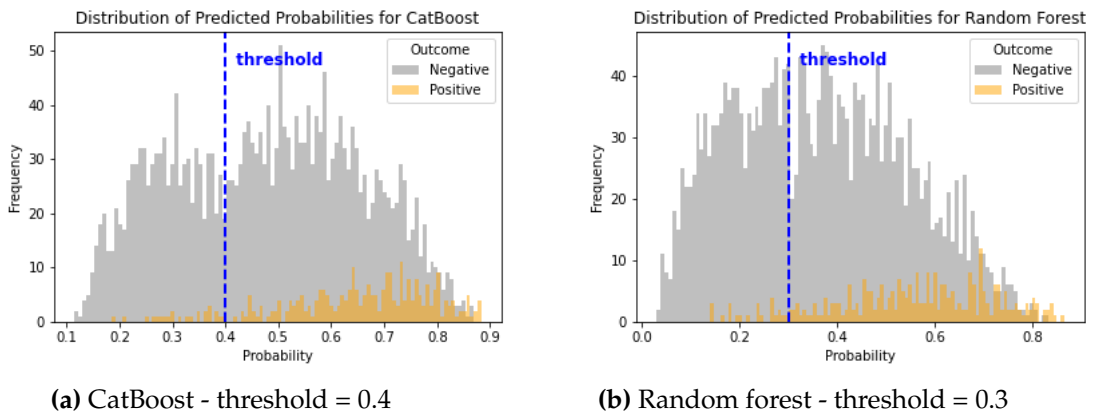 Distribution of Predicted Probabilities for CatBoost
50
40
30
20
10
0
Frequency
threshold
Outcome
Negative
Positive
0.1 0.2 0.3 0.4 0.5 0.6 0.7 0.8 0.9
Probability
(a) CatBoost - threshold = 0.4
Distribution of Predicted Probabilities for Random Forest
40
30
20
10
0
Frequency
threshold
Outcome
Negative
Positive
0.0 0.2 0.4 0.6 0.8
Probability
(b) Random forest - threshold = 0.3